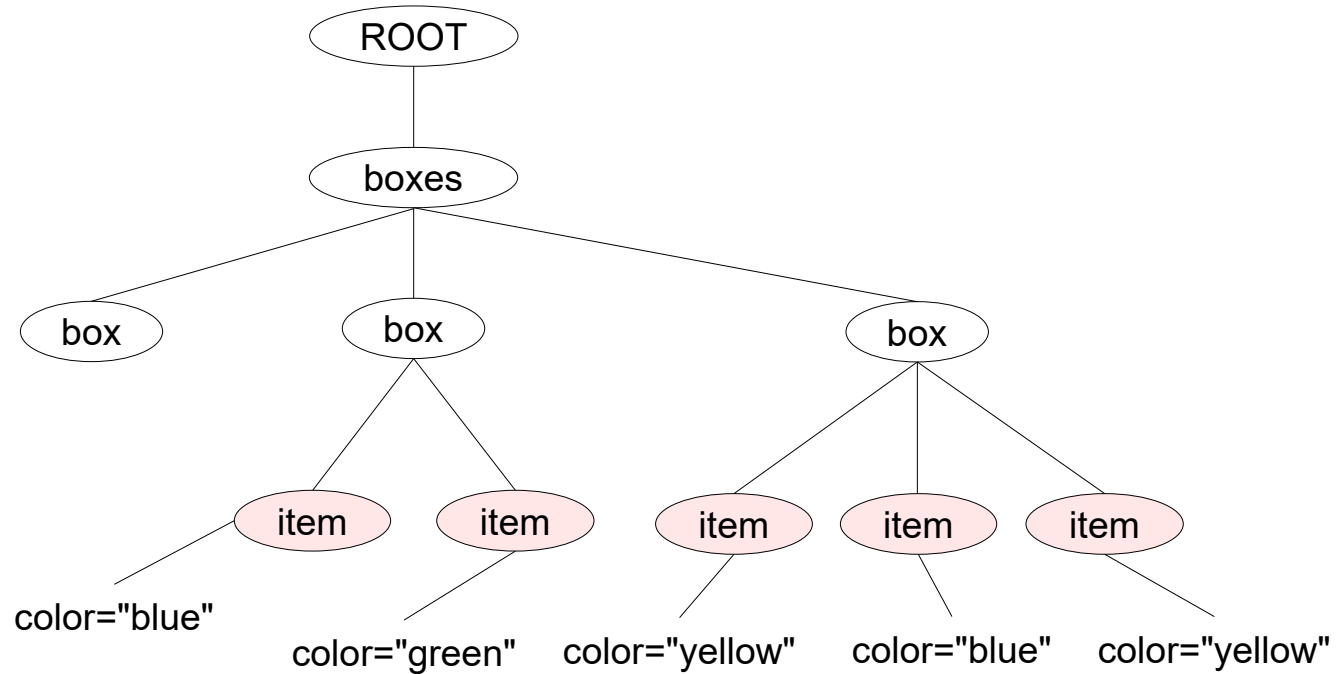 ROOT
boxes
box
box
box
item
item
item
item
item
color="blue"
color="green"
color="yellow"
color="blue"
color="yellow"